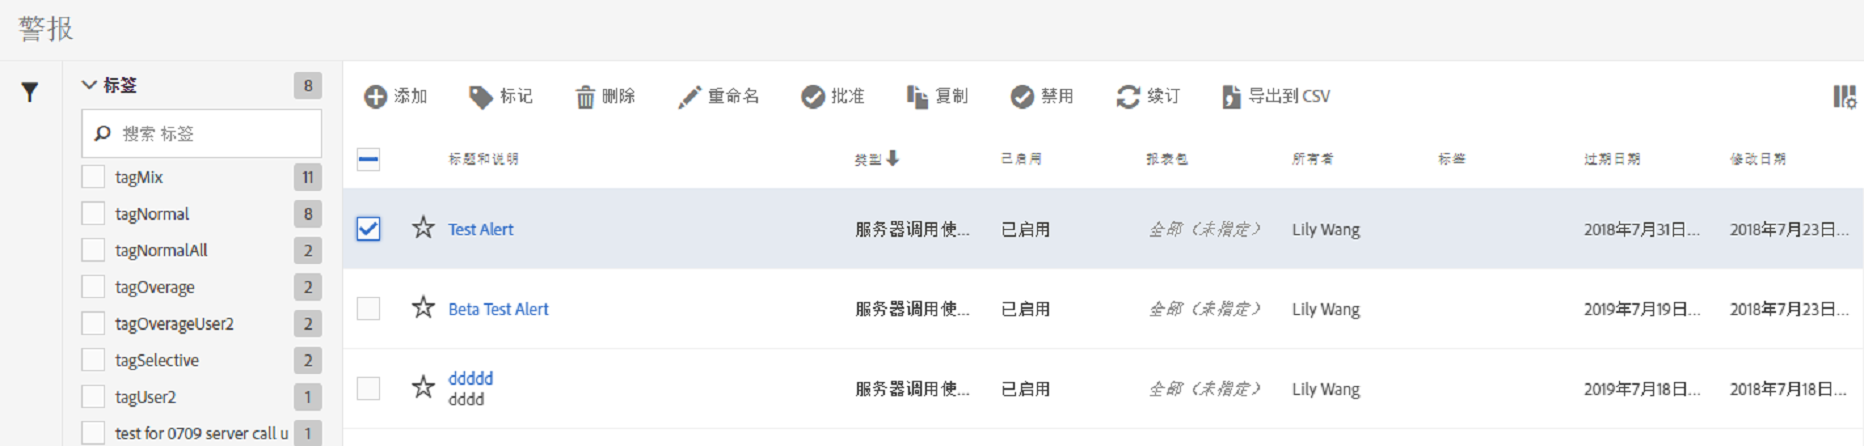 警报
标签 8
搜索 标签
tagMix 11
tagNormal 8
tagNormalAll 2
tagOverage 2
tagOverageUser2 2
tagSelective 2
tagUser2 1
test for 0709 server call u 1
添加 标记 删除 重命名 批准 复制 禁用 续订 导出到 CSV
标题和说明 类型 已启用 报表包 所有者 标签 过期日期 修改日期
Test Alert 服务器调用使... 已启用 全部（未指定） Lily Wang 2018年7月31日... 2018年7月23日...
Beta Test Alert 服务器调用使... 已启用 全部（未指定） Lily Wang 2019年7月19日... 2018年7月23日...
ddddd 服务器调用使... 已启用 全部（未指定） Lily Wang 2019年7月18日... 2018年7月18日...
dddd